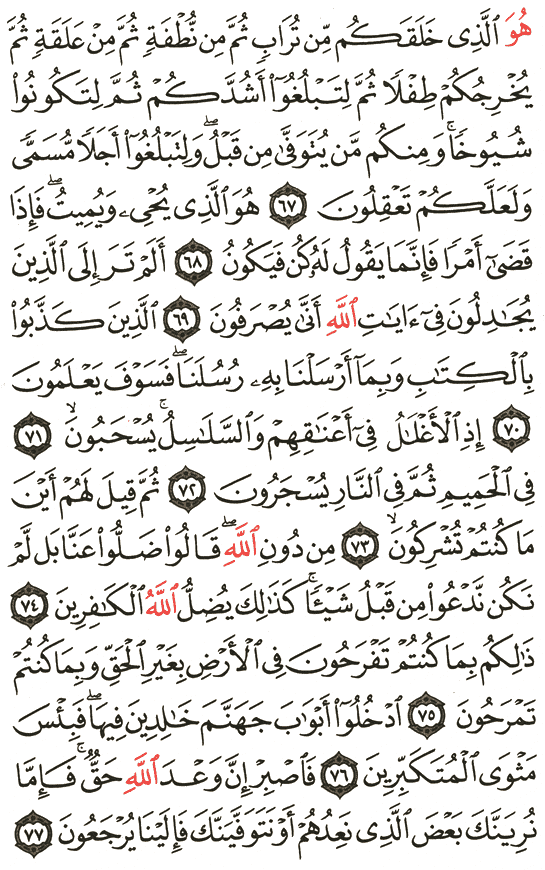 هُوَ ٱلَّذِى خَلَقَكُم مِّن تُرَابٍ ثُمَّ مِن نُّطْفَةٍ ثُمَّ مِنْ عَلَقَةٍ ثُمَّ
يُخْرِجُكُمْ طِفْلًا ثُمَّ لِتَبْلُغُوٓا۟ أَشُدَّكُمْ ثُمَّ لِتَكُونُوا۟
شُيُوخًا ۚ وَمِنكُم مَّن يُتَوَفَّىٰ مِن قَبْلُ ۖ وَلِتَبْلُغُوٓا۟ أَجَلًا مُّسَمًّى
وَلَعَلَّكُمْ تَعْقِلُونَ ٦٧ هُوَ ٱلَّذِى يُحْىِۦ وَيُمِيتُ ۖ فَإِذَا
قَضَىٰٓ أَمْرًا فَإِنَّمَا يَقُولُ لَهُۥ كُن فَيَكُونُ ٦٨ أَلَمْ تَرَ إِلَى ٱلَّذِينَ
يُجَـٰدِلُونَ فِىٓ ءَايَـٰتِ ٱللَّهِ أَنَّىٰ يُصْرَفُونَ ٦٩ ٱلَّذِينَ كَذَّبُوا۟
بِٱلْكِتَـٰبِ وَبِمَآ أَرْسَلْنَا بِهِۦ رُسُلَنَا ۖ فَسَوْفَ يَعْلَمُونَ
٧٠ إِذِ ٱلْأَغْلَـٰلُ فِىٓ أَعْنَـٰقِهِمْ وَٱلسَّلَـٰسِلُ يُسْحَبُونَ ۙ ٧١
فِى ٱلْحَمِيمِ ثُمَّ فِى ٱلنَّارِ يُسْجَرُونَ ٧٢ ثُمَّ قِيلَ لَهُمْ أَيْنَ
مَا كُنتُمْ تُشْرِكُونَ ۙ ٧٣ مِن دُونِ ٱللَّهِ ۖ قَالُوا۟ ضَلُّوا۟ عَنَّا بَل لَّمْ
نَكُن نَّدْعُوا۟ مِن قَبْلُ شَيْـًٔا ۚ كَذَٰلِكَ يُضِلُّ ٱللَّهُ ٱلْكَـٰفِرِينَ ٧٤
ذَٰلِكُم بِمَا كُنتُمْ تَفْرَحُونَ فِى ٱلْأَرْضِ بِغَيْرِ ٱلْحَقِّ وَبِمَا كُنتُمْ
تَمْرَحُونَ ٧٥ ٱدْخُلُوٓا۟ أَبْوَٰبَ جَهَنَّمَ خَـٰلِدِينَ فِيهَا ۖ فَبِئْسَ
مَثْوَى ٱلْمُتَكَبِّرِينَ ٧٦ فَٱصْبِرْ إِنَّ وَعْدَ ٱللَّهِ حَقٌّ ۚ فَإِمَّا
نُرِيَنَّكَ بَعْضَ ٱلَّذِى نَعِدُهُمْ أَوْ نَتَوَفَّيَنَّكَ فَإِلَيْنَا يُرْجَعُونَ ٧٧